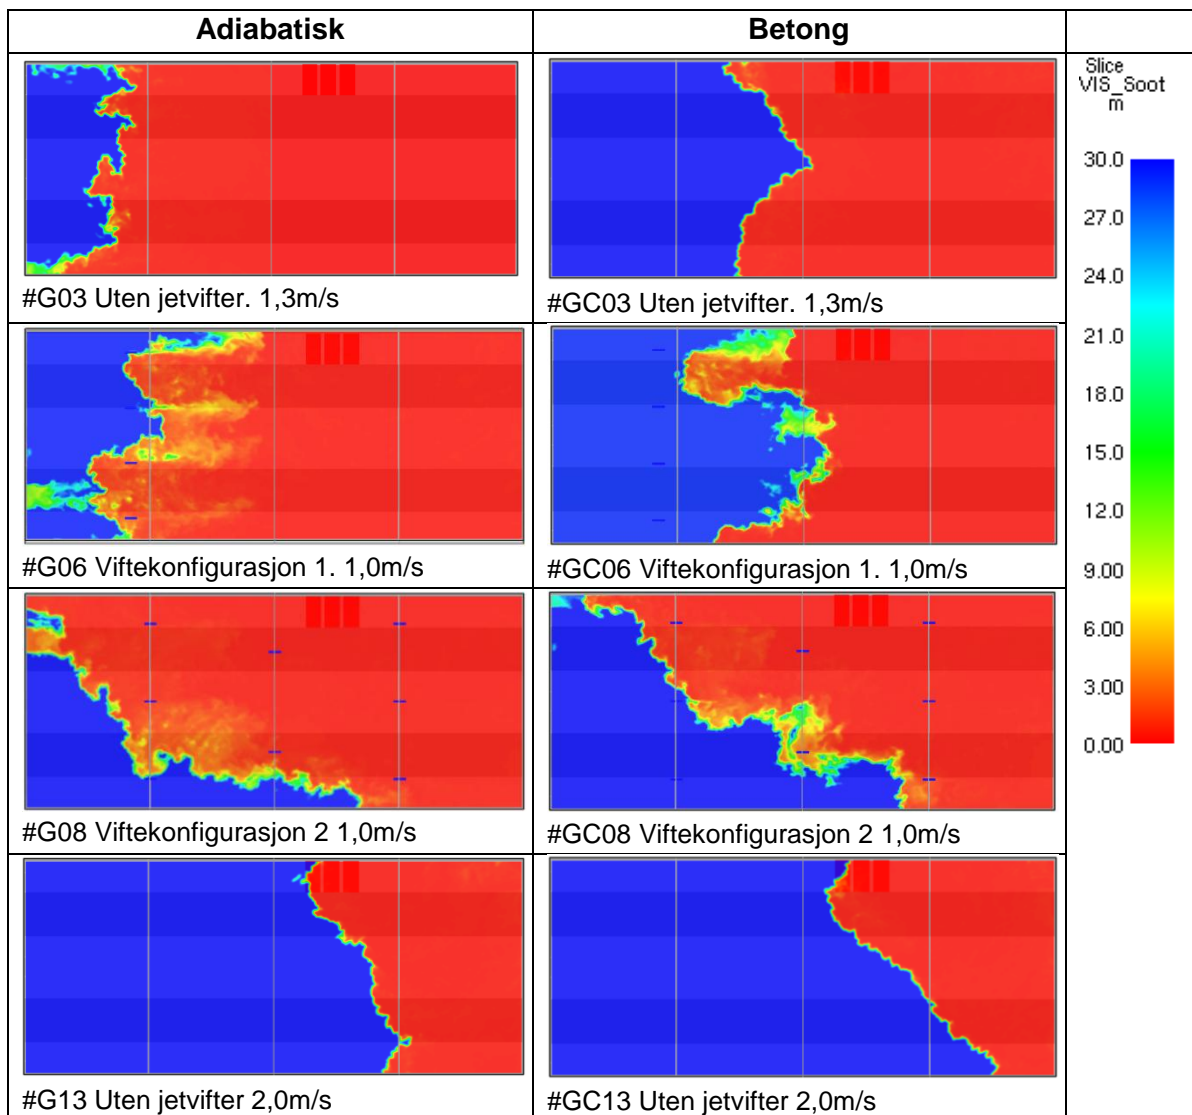 Adiabatisk
Betong
#G03 Uten jetvifter. 1,3m/s
#GC03 Uten jetvifter. 1,3m/s
#G06 Viftekonfigurasjon 1. 1,0m/s
#GC06 Viftekonfigurasjon 1. 1,0m/s
#G08 Viftekonfigurasjon 2 1,0m/s
#GC08 Viftekonfigurasjon 2 1,0m/s
#G13 Uten jetvifter 2,0m/s
#GC13 Uten jetvifter 2,0m/s
Slice
VIS_Soot
m
30.0
27.0
24.0
21.0
18.0
15.0
12.0
9.00
6.00
3.00
0.00